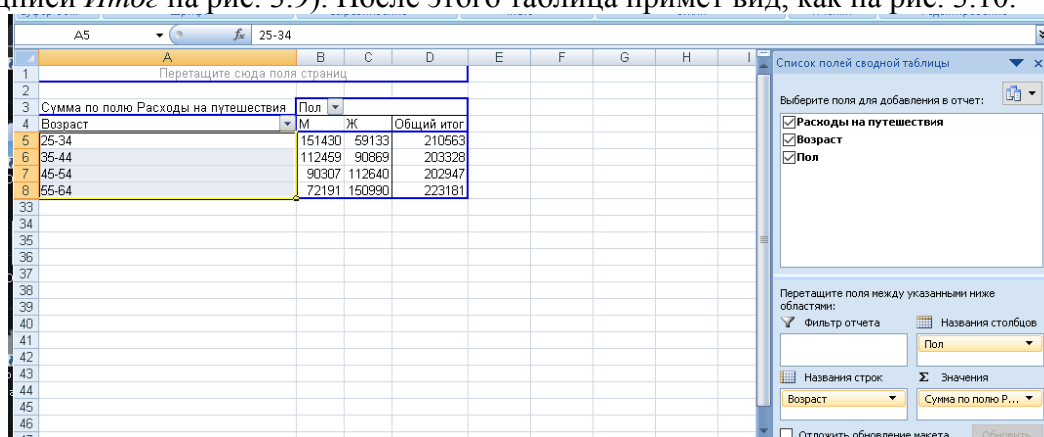 дписи Итог на рис. 3.9). После этого таблица примет вид, как на рис. 3.10.
A5 fx 25-34
A B C D E F G H I
1 Перетащите сюда поля страниц
2
3 Сумма по полю Расходы на путешествия Пол
4 Возраст М Ж Общий итог
5 25-34 151430 59133 210563
6 35-44 112459 90869 203328
7 45-54 90307 112640 202947
8 55-64 72191 150990 223181
33
34
35
36
37
38
39
40
41
42
43
44
45
46
Список полей сводной таблицы
Выберите поля для добавления в отчет:
Расходы на путешествия
Возраст
Пол
Перетащите поля между указанными ниже
областями:
Фильтр отчета Названия столбцов
Пол
Названия строк Σ Значения
Возраст Сумма по полю Р...
Отложить обновление макета Обновить